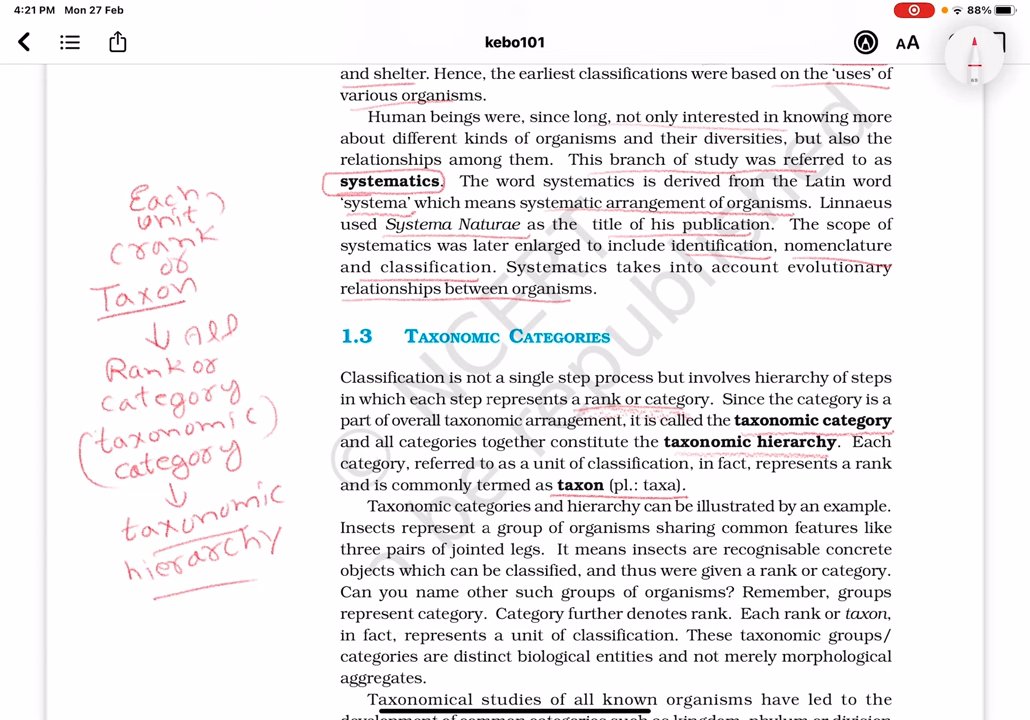 4:21 PM Mon 27 Feb
88%
kebo101
AA
and shelter. Hence, the earliest classifications were based on the ‘uses’ of
various organisms.
Human beings were, since long, not only interested in knowing more
about different kinds of organisms and their diversities, but also the
relationships among them. This branch of study was referred to as
systematics. The word systematics is derived from the Latin word
‘systema’ which means systematic arrangement of organisms. Linnaeus
used Systema Naturae as the title of his publication. The scope of
systematics was later enlarged to include identification, nomenclature
and classification. Systematics takes into account evolutionary
relationships between organisms.
1.3 TAXONOMIC CATEGORIES
Classification is not a single step process but involves hierarchy of steps
in which each step represents a rank or category. Since the category is a
part of overall taxonomic arrangement, it is called the taxonomic category
and all categories together constitute the taxonomic hierarchy. Each
category, referred to as a unit of classification, in fact, represents a rank
and is commonly termed as taxon (pl.: taxa).
Taxonomic categories and hierarchy can be illustrated by an example.
Insects represent a group of organisms sharing common features like
three pairs of jointed legs. It means insects are recognisable concrete
objects which can be classified, and thus were given a rank or category.
Can you name other such groups of organisms? Remember, groups
represent category. Category further denotes rank. Each rank or taxon,
in fact, represents a unit of classification. These taxonomic groups/
categories are distinct biological entities and not merely morphological
aggregates.
Taxonomical studies of all known organisms have led to the
development of common categories such as kingdom, phylum or division
Each
unit
(rank
or
Taxon
↓ All
Rank or
category
(taxonomic)
category
↓
taxonomic
hierarchy
© NCERT
be republished